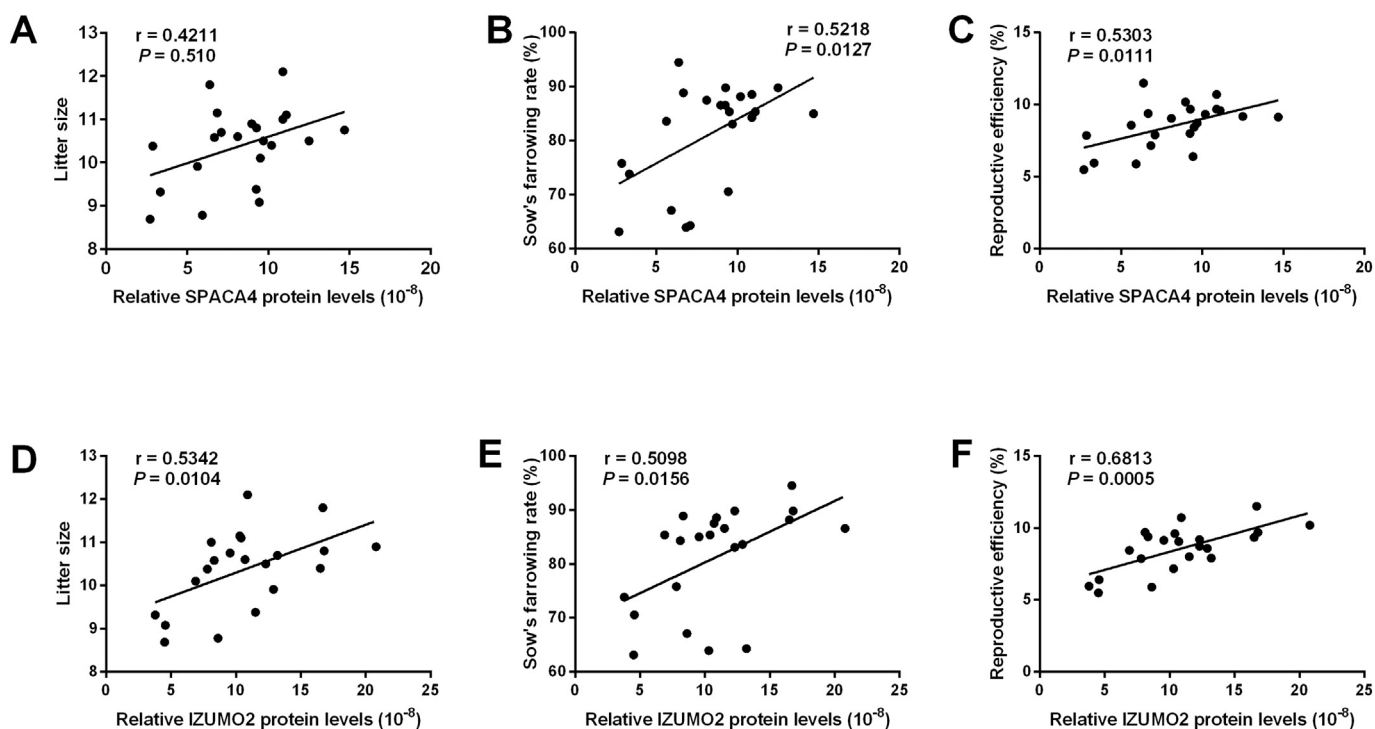 A
r = 0.4211
P = 0.510
Litter size
13
12
11
10
9
8
0
5
10
15
20
Relative SPACA4 protein levels (10-8)
B
r = 0.5218
P = 0.0127
Sow's farrowing rate (%)
100
90
80
70
60
0
5
10
15
20
Relative SPACA4 protein levels (10-8)
C
r = 0.5303
P = 0.0111
Reproductive efficiency (%)
15
10
5
0
0
5
10
15
20
Relative SPACA4 protein levels (10-8)
D
r = 0.5342
P = 0.0104
Litter size
13
12
11
10
9
8
0
5
10
15
20
25
Relative IZUMO2 protein levels (10-8)
E
r = 0.5098
P = 0.0156
Sow's farrowing rate (%)
100
90
80
70
60
0
5
10
15
20
25
Relative IZUMO2 protein levels (10-8)
F
r = 0.6813
P = 0.0005
Reproductive efficiency (%)
15
10
5
0
0
5
10
15
20
25
Relative IZUMO2 protein levels (10-8)